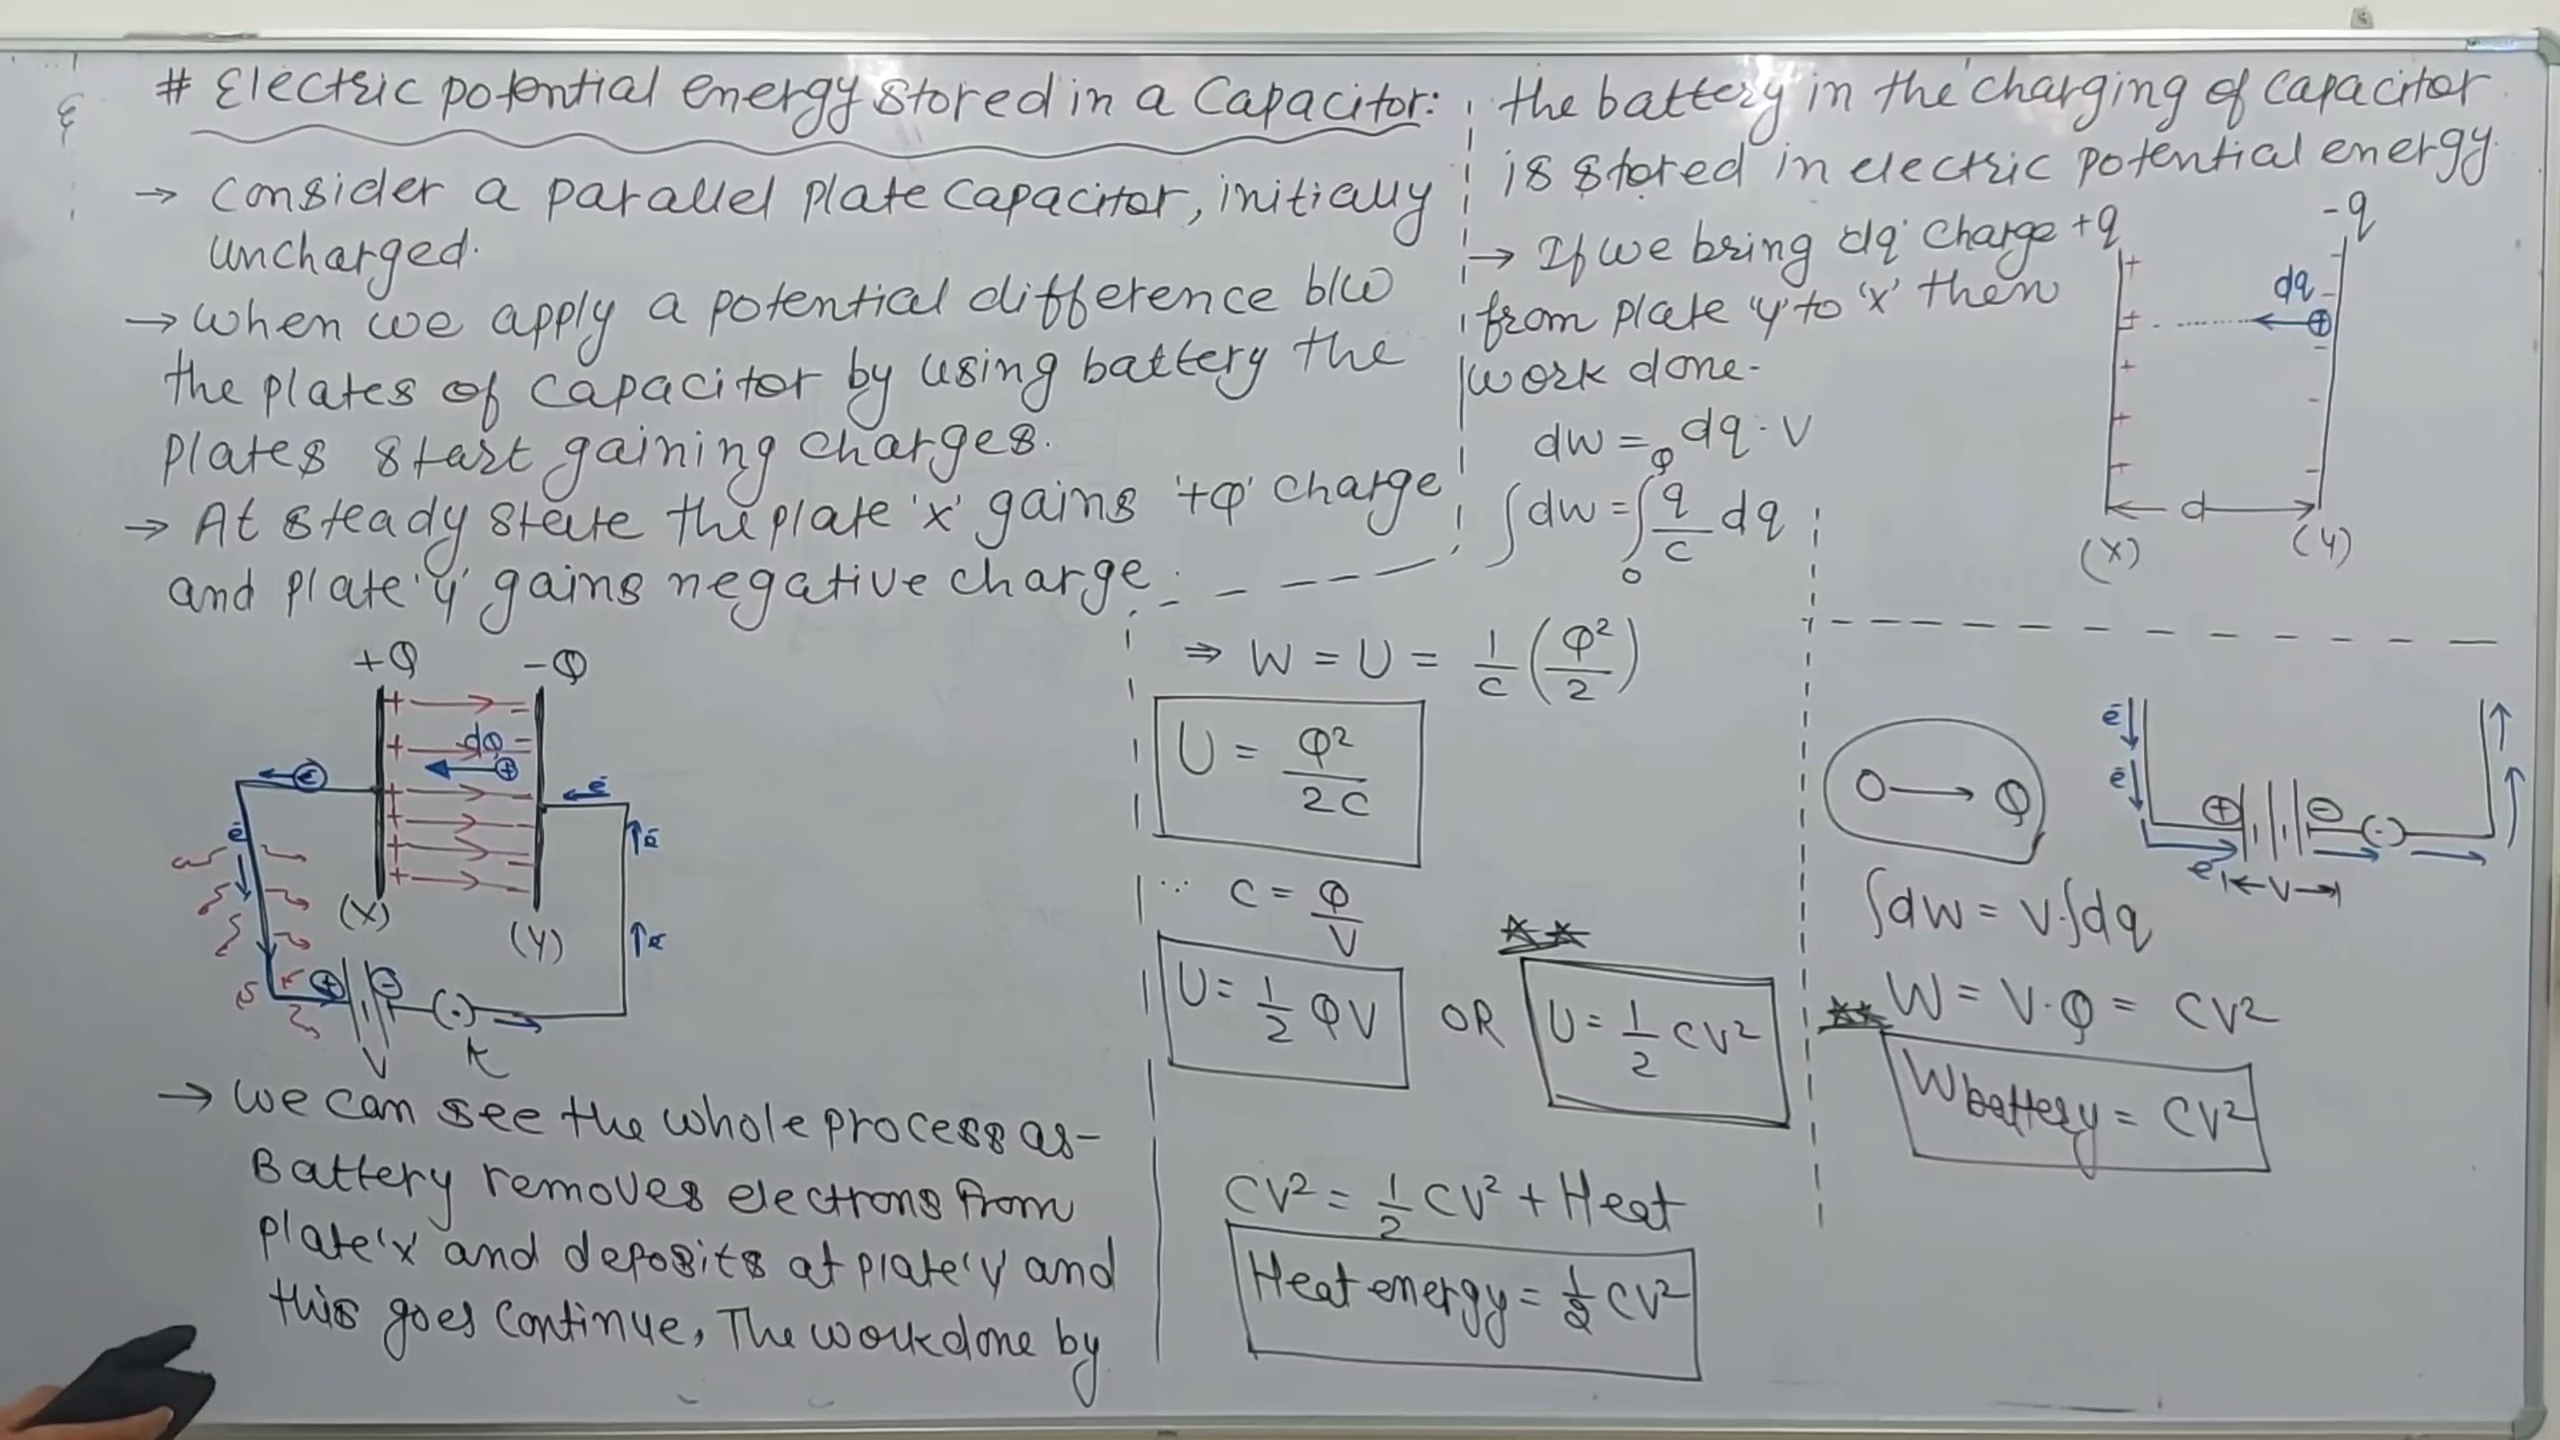 # Electric potential energy stored in a Capacitor:
→ Consider a parallel plate capacitor, initially
uncharged.
→ When we apply a potential difference b/w
the plates of capacitor by using battery the
plates start gaining charges.
→ At steady state the plate 'x' gains '+Q' charge
and plate 'y' gains negative charge.
+Q -Q
dQ
(X)
(Y)
V K
→ We can see the whole process as-
Battery removes electrons from
plate 'x' and deposits at plate 'y' and
this goes continue, The work done by
the battery in the charging of capacitor
is stored in electric potential energy.
→ If we bring dq charge
from plate 'y' to 'x' then
work done-
dw = dq · V
∫dw = ∫₀^Q q/C dq
+q -q
dq
d
(X) (Y)
⇒ W = U = 1/C (Q²/2)
U = Q²/2C
∵ C = Q/V
U = 1/2 QV OR U = 1/2 CV²
CV² = 1/2 CV² + Heat
Heat energy = 1/2 CV²
O → Q
ē
ē
⊕ ⊖
ē V
∫dw = V·∫dq
W = V·Q = CV²
W battery = CV²